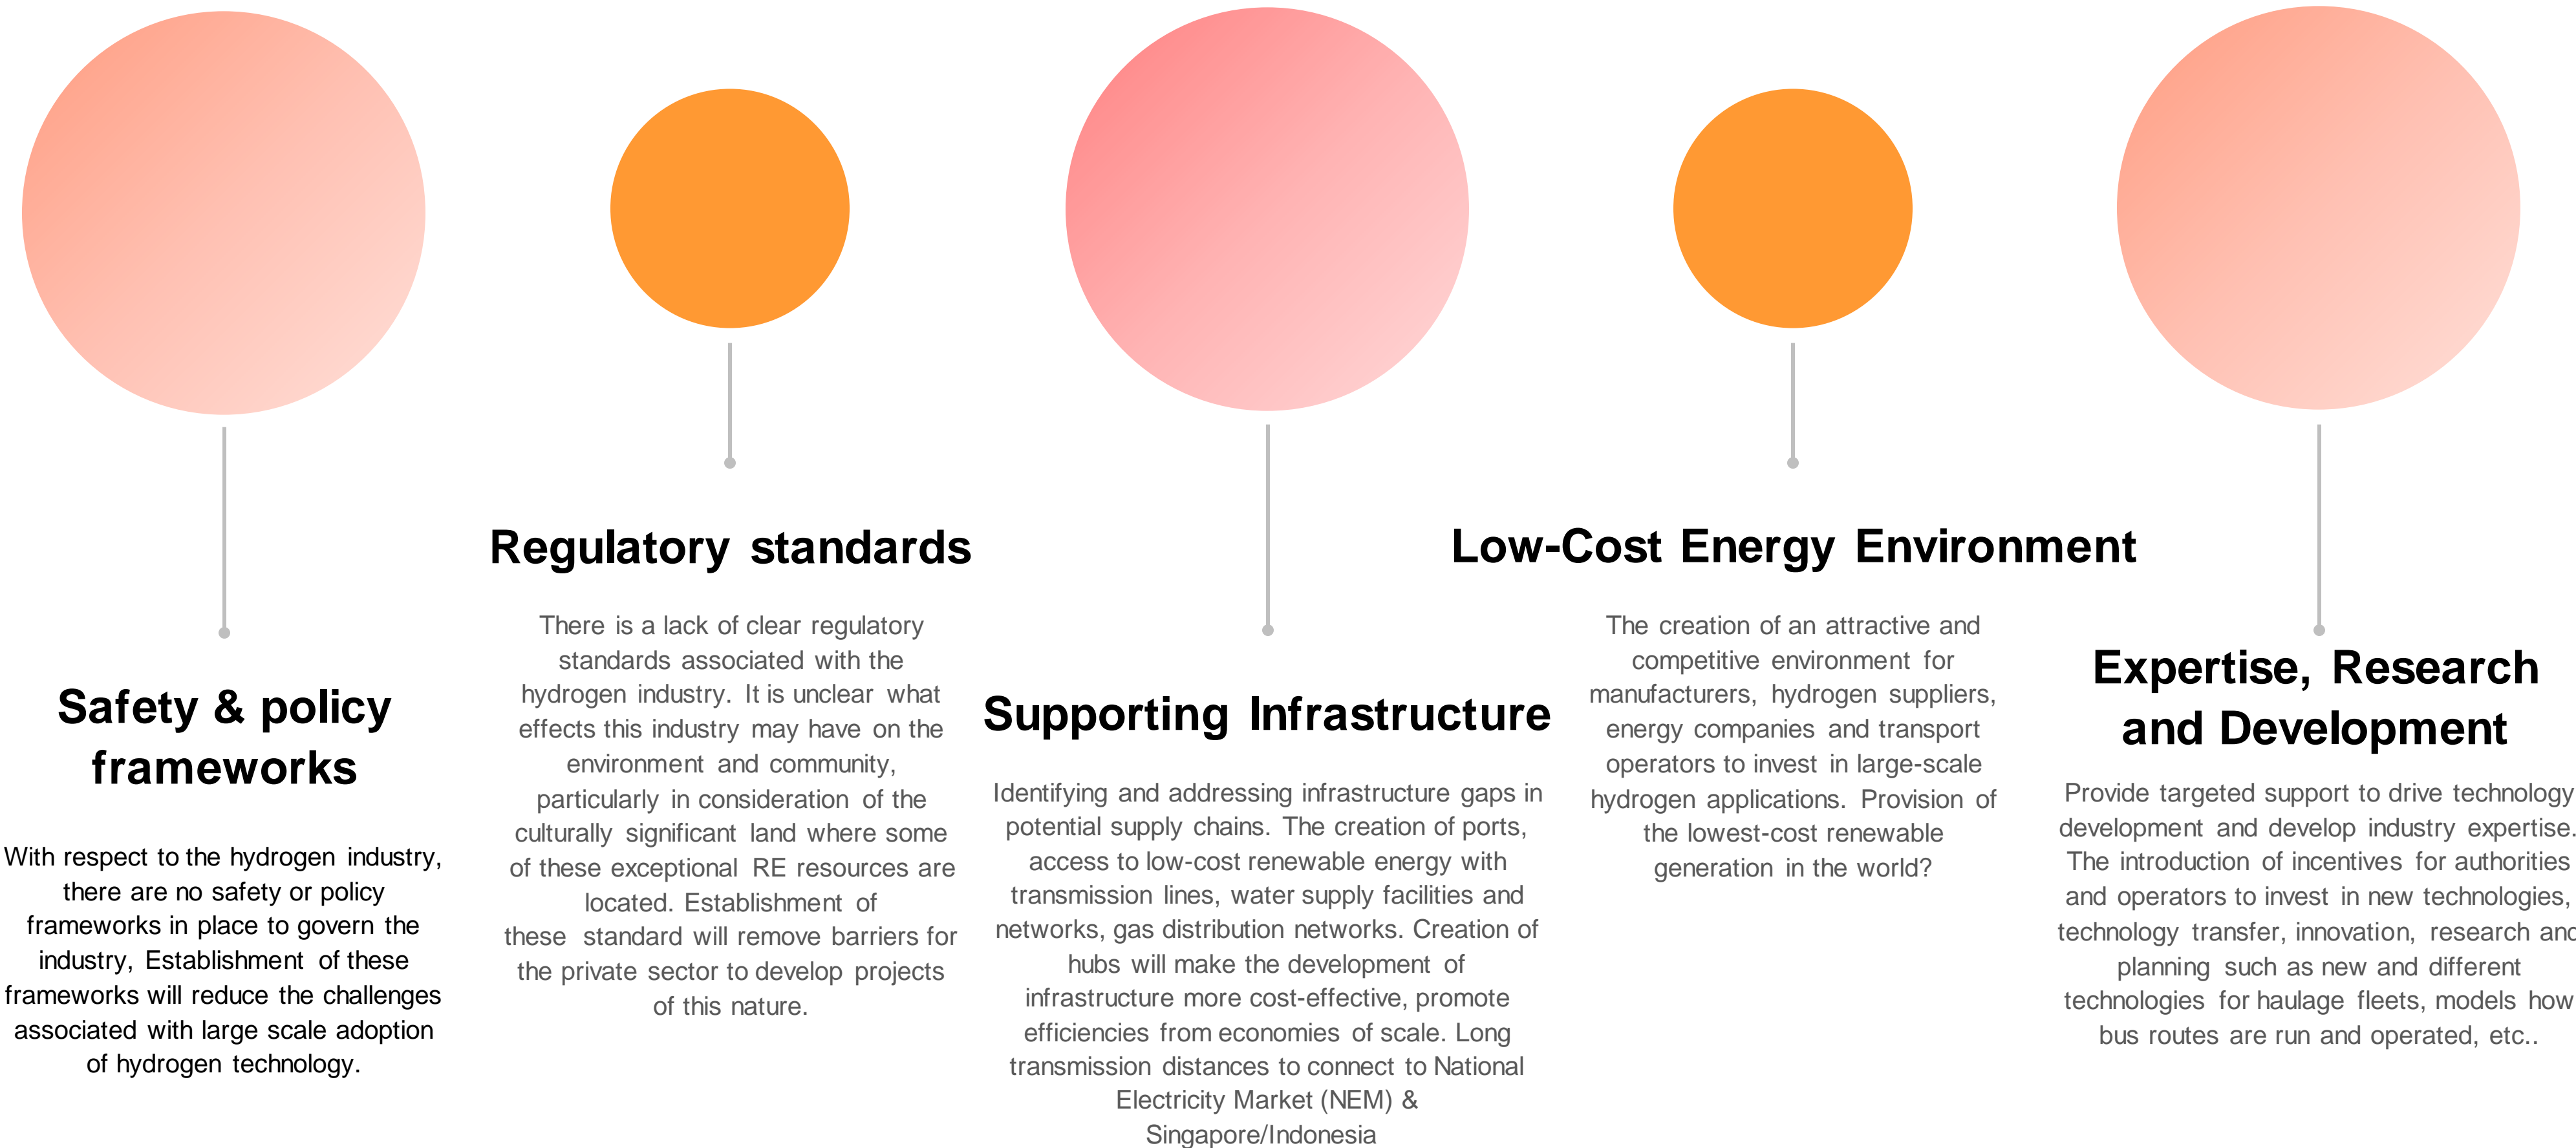 Safety & policy
frameworks
With respect to the hydrogen industry,
there are no safety or policy
frameworks in place to govern the
industry, Establishment of these
frameworks will reduce the challenges
associated with large scale adoption
of hydrogen technology.
Regulatory standards
There is a lack of clear regulatory
standards associated with the
hydrogen industry. It is unclear what
effects this industry may have on the
environment and community,
particularly in consideration of the
culturally significant land where some
of these exceptional RE resources are
located. Establishment of
these standard will remove barriers for
the private sector to develop projects
of this nature.
Supporting Infrastructure
Identifying and addressing infrastructure gaps in
potential supply chains. The creation of ports,
access to low-cost renewable energy with
transmission lines, water supply facilities and
networks, gas distribution networks. Creation of
hubs will make the development of
infrastructure more cost-effective, promote
efficiencies from economies of scale. Long
transmission distances to connect to National
Electricity Market (NEM) &
Singapore/Indonesia
Low-Cost Energy Environment
The creation of an attractive and
competitive environment for
manufacturers, hydrogen suppliers,
energy companies and transport
operators to invest in large-scale
hydrogen applications. Provision of
the lowest-cost renewable
generation in the world?
Expertise, Research
and Development
Provide targeted support to drive technology
development and develop industry expertise.
The introduction of incentives for authorities
and operators to invest in new technologies,
technology transfer, innovation, research and
planning such as new and different
technologies for haulage fleets, models how
bus routes are run and operated, etc..